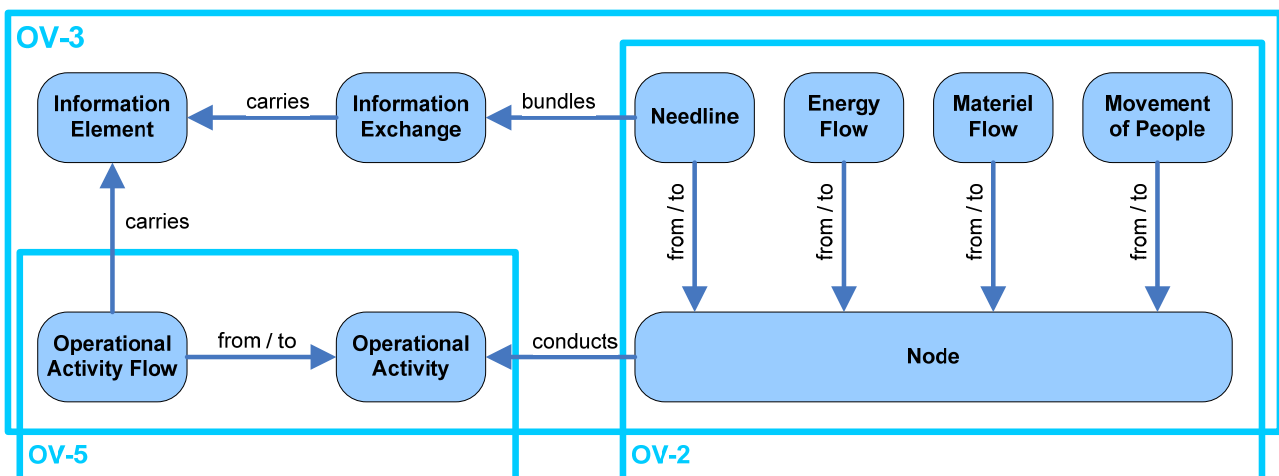 OV-3
Information
Element
carries
Information
Exchange
bundles
Needline
Energy
Flow
Materiel
Flow
Movement
of People
carries
from / to
from / to
from / to
from / to
Operational
Activity Flow
from / to
Operational
Activity
conducts
Node
OV-5
OV-2